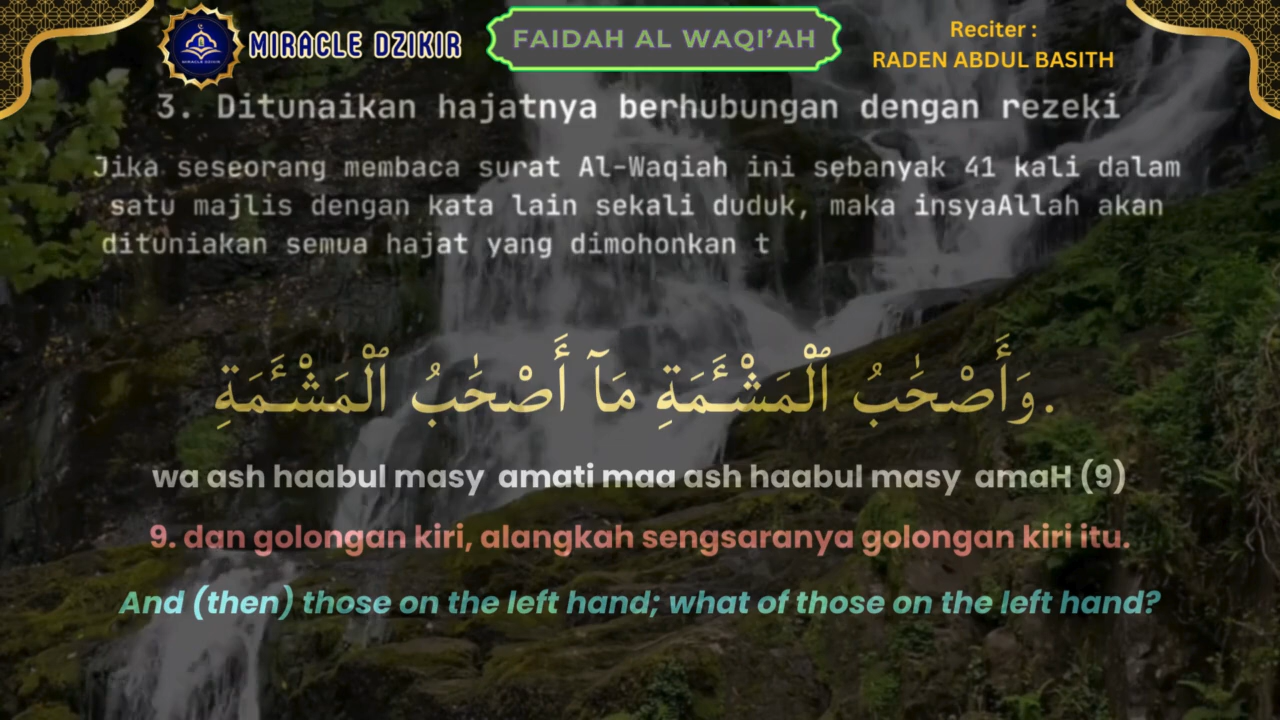 MIRACLE DZIKIR
FAIDAH AL WAQI’AH
Reciter :
RADEN ABDUL BASITH
3. Ditunaikan hajatnya berhubungan dengan rezeki
Jika seseorang membaca surat Al-Waqiah ini sebanyak 41 kali dalam
satu majlis dengan kata lain sekali duduk, maka insyaAllah akan
dituniakan semua hajat yang dimohonkan t
وَأَصْحَٰبُ ٱلْمَشْـَٔمَةِ مَآ أَصْحَٰبُ ٱلْمَشْـَٔمَةِ.
wa ash haabul masy amati maa ash haabul masy amaH (9)
9. dan golongan kiri, alangkah sengsaranya golongan kiri itu.
And (then) those on the left hand; what of those on the left hand?